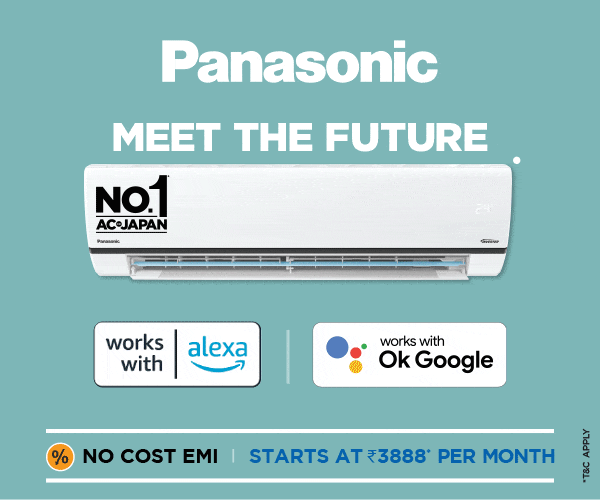 Panasonic
MEET THE FUTURE
NO.1*
AC IN JAPAN
Panasonic
INVERTER
works with
alexa
works with
Ok Google
% NO COST EMI | STARTS AT ₹3888* PER MONTH
*T&C APPLY